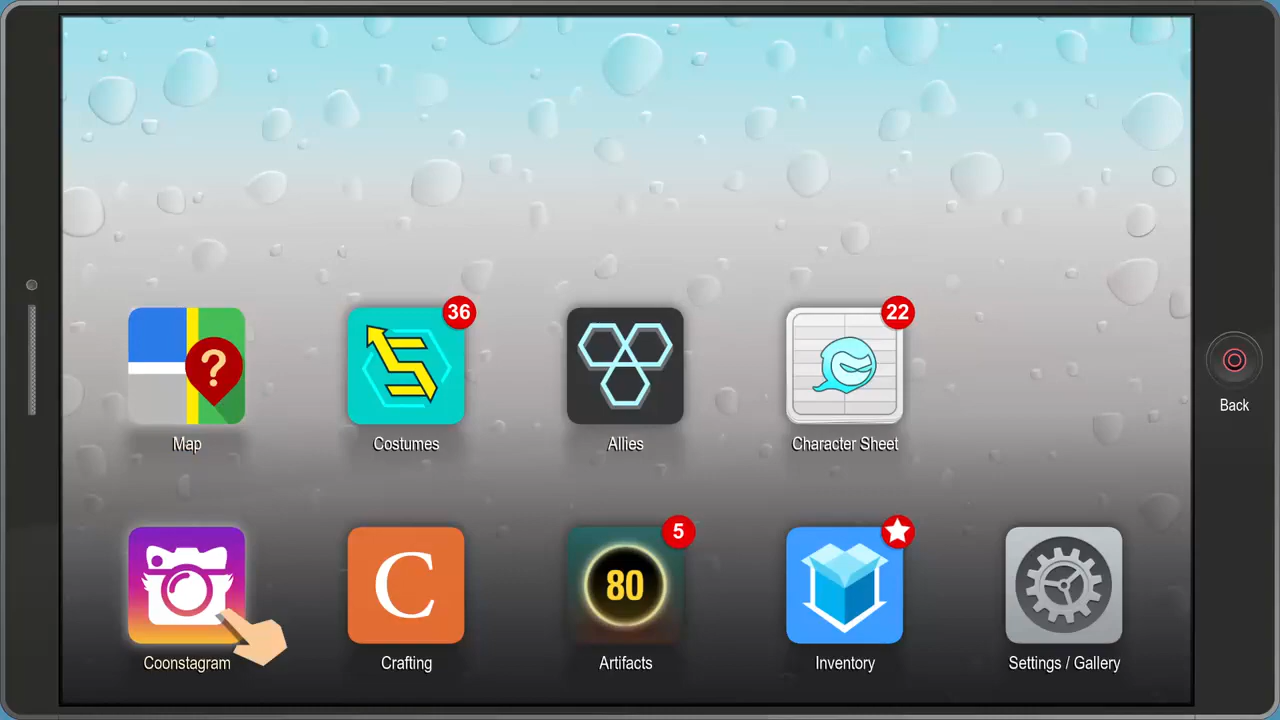 36
22
?
Map
Costumes
Allies
Character Sheet
Back
5
C
80
Coonstagram
Crafting
Artifacts
Inventory
Settings / Gallery